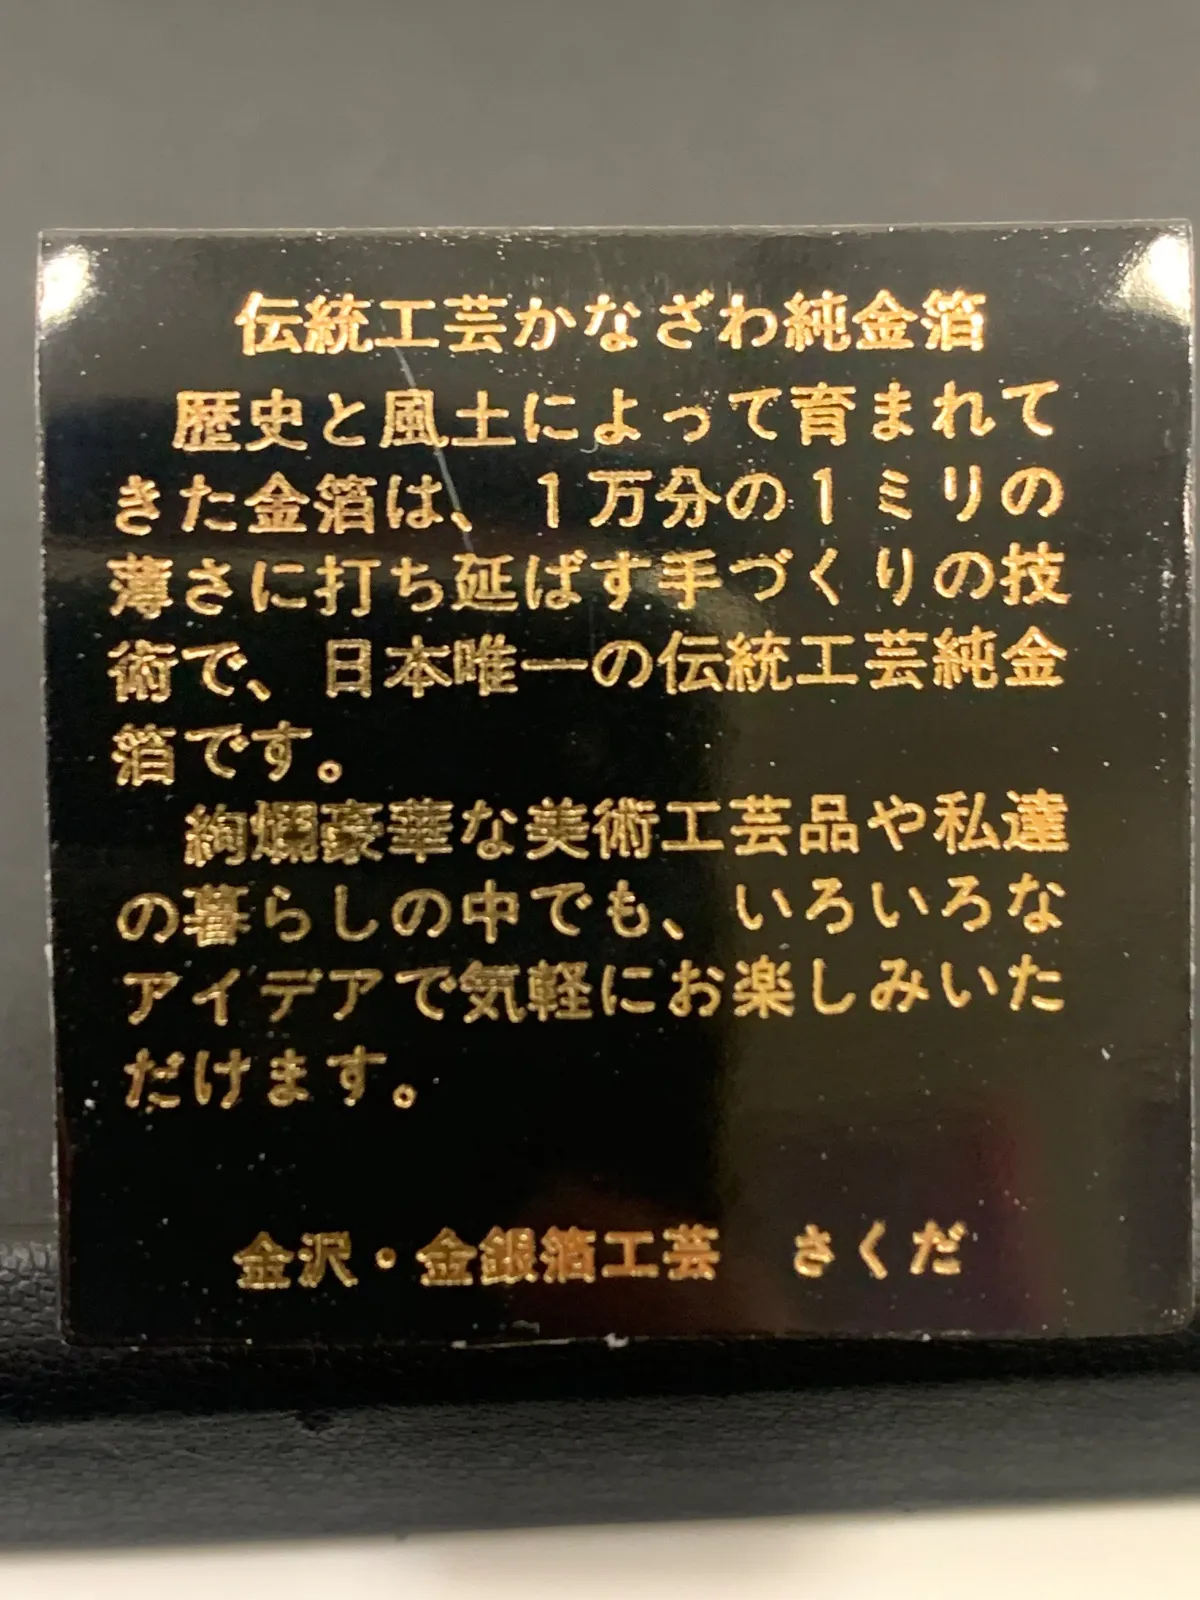 伝統工芸かなざわ純金箔
歴史と風土によって育まれて
きた金箔は、1万分の1ミリの
薄さに打ち延ばす手づくりの技
術で、日本唯一の伝統工芸純金
箔です。
絢爛豪華な美術工芸品や私達
の暮らしの中でも、いろいろな
アイデアで気軽にお楽しみいた
だけます。
金沢・金銀箔工芸 さくだ